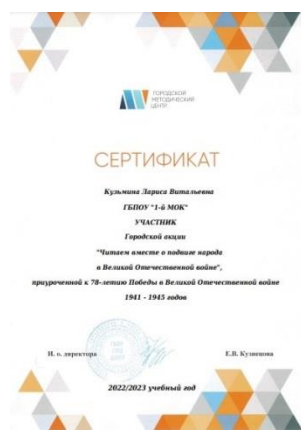 ГОРОДСКОЙ
МЕТОДИЧЕСКИЙ
ЦЕНТР
СЕРТИФИКАТ
Кузьмина Лариса Витальевна
ГБПОУ "1-й МОК"
УЧАСТНИК
Городской акции
"Читаем вместе о подвиге народа
в Великой Отечественной войне",
приуроченной к 78-летию Победы в Великой Отечественной войне
1941 - 1945 годов
И. о. директора
Е.В. Кузнецова
2022/2023 учебный год